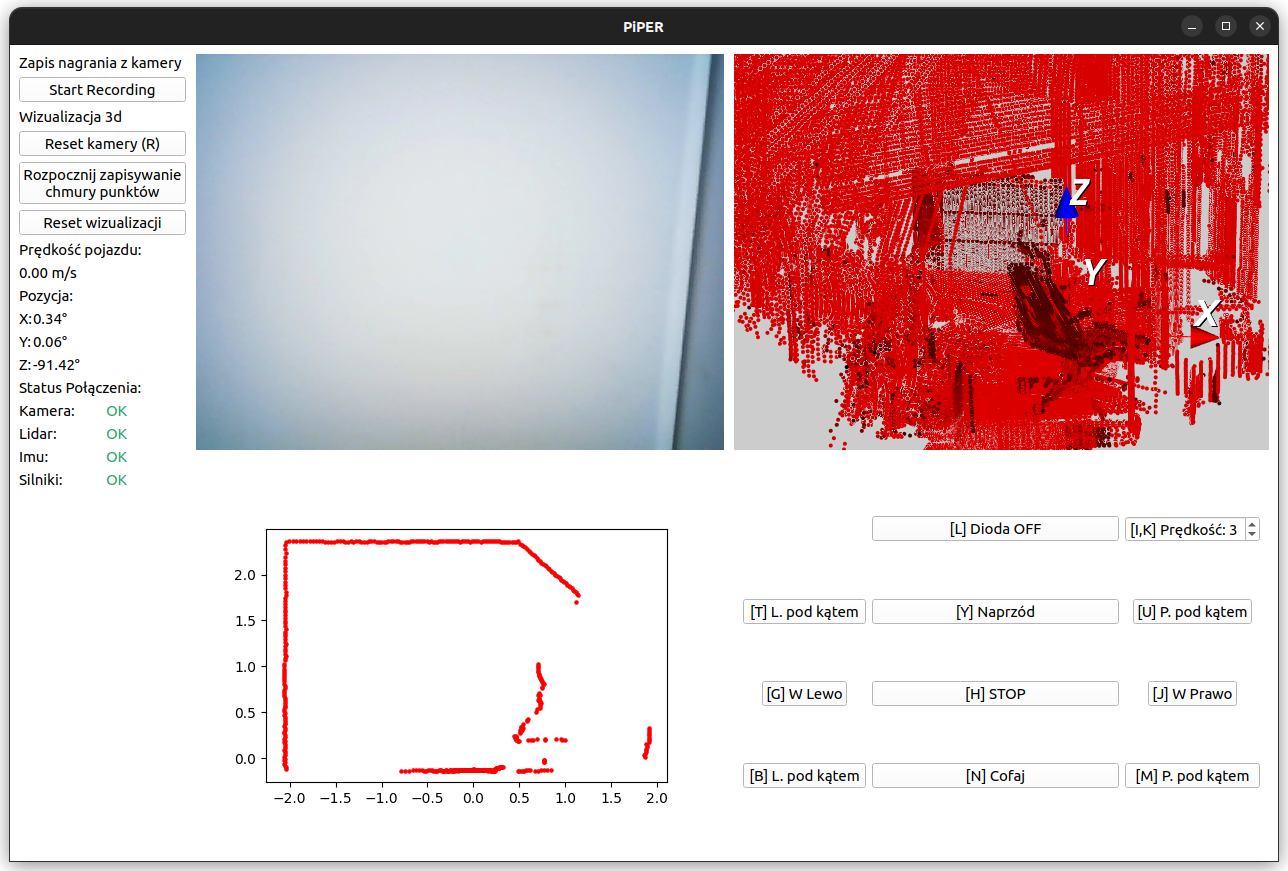 PiPER
Zapis nagrania z kamery
Start Recording
Wizualizacja 3d
Reset kamery (R)
Rozpocznij zapisywanie
chmury punktów
Reset wizualizacji
Prędkość pojazdu:
0.00 m/s
Pozycja:
X:0.34°
Y:0.06°
Z:-91.42°
Status Połączenia:
Kamera: OK
Lidar: OK
Imu: OK
Silniki: OK
Z
Y
X
2.0
1.5
1.0
0.5
0.0
−2.0 −1.5 −1.0 −0.5 0.0 0.5 1.0 1.5 2.0
[L] Dioda OFF [I,K] Prędkość: 3
[T] L. pod kątem [Y] Naprzód [U] P. pod kątem
[G] W Lewo [H] STOP [J] W Prawo
[B] L. pod kątem [N] Cofaj [M] P. pod kątem